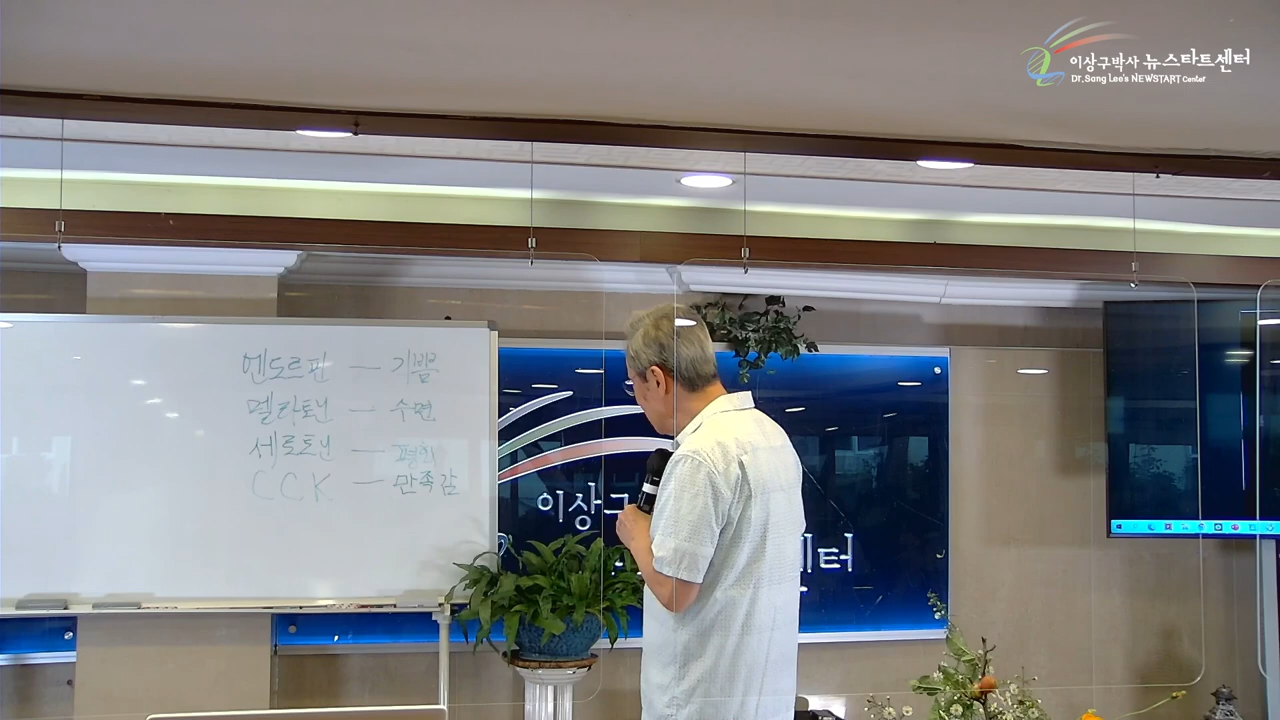 이상구박사 뉴스타트센터
Dr. Sang Lee's NEWSTART Center
엔도르핀 — 기쁨
멜라토닌 — 수면
세로토닌 — 평화
CCK — 만족감
이상구
센터